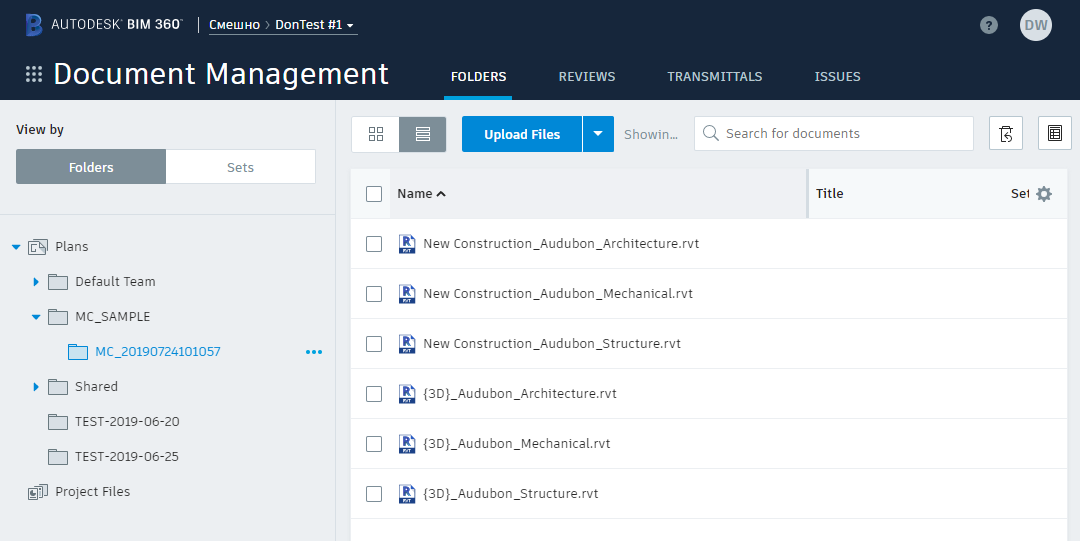 AUTODESK® BIM 360™ Смешно > DonTest #1
? DW
Document Management
FOLDERS REVIEWS TRANSMITTALS ISSUES
View by
Folders Sets
Plans
Default Team
MC_SAMPLE
MC_20190724101057
Shared
TEST-2019-06-20
TEST-2019-06-25
Project Files
Upload Files Showin... Search for documents
Name Title Set
New Construction_Audubon_Architecture.rvt
New Construction_Audubon_Mechanical.rvt
New Construction_Audubon_Structure.rvt
{3D}_Audubon_Architecture.rvt
{3D}_Audubon_Mechanical.rvt
{3D}_Audubon_Structure.rvt